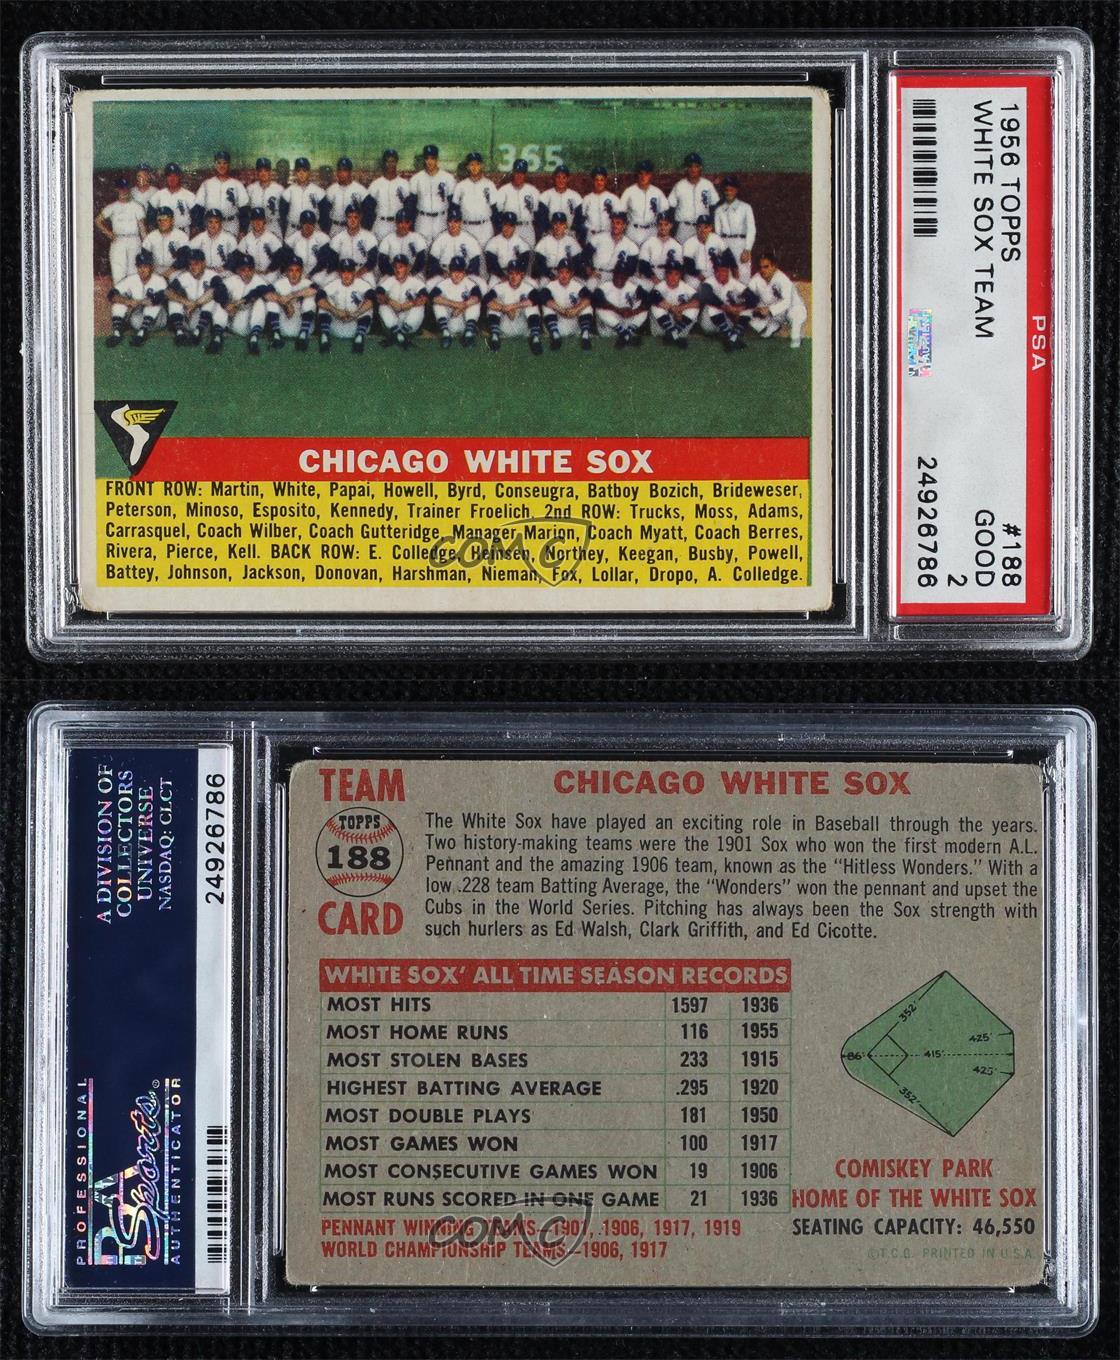 365
CHICAGO WHITE SOX
FRONT ROW: Martin, White, Papai, Howell, Byrd, Conseugra, Batboy Bozich, Brideweser,
Peterson, Minoso, Esposito, Kennedy, Trainer Froelich. 2nd ROW: Trucks, Moss, Adams,
Carrasquel, Coach Wilber, Coach Gutteridge, Manager Marion, Coach Myatt, Coach Berres,
Rivera, Pierce, Kell. BACK ROW: E. Colledge, Heinsen, Northey, Keegan, Busby, Powell,
Battey, Johnson, Jackson, Donovan, Harshman, Nieman, Fox, Lollar, Dropo, A. Colledge.
COMC
PSA
1956 TOPPS
WHITE SOX TEAM
#188
GOOD
2
24926786
A DIVISION OF
COLLECTORS
UNIVERSE
NASDAQ: CLCT
24926786
PSA
Sports®
PROFESSIONAL
AUTHENTICATOR
TEAM
TOPPS
188
CARD
CHICAGO WHITE SOX
The White Sox have played an exciting role in Baseball through the years.
Two history-making teams were the 1901 Sox who won the first modern A.L.
Pennant and the amazing 1906 team, known as the "Hitless Wonders." With a
low .228 team Batting Average, the "Wonders" won the pennant and upset the
Cubs in the World Series. Pitching has always been the Sox strength with
such hurlers as Ed Walsh, Clark Griffith, and Ed Cicotte.
WHITE SOX' ALL TIME SEASON RECORDS
MOST HITS 1597 1936
MOST HOME RUNS 116 1955
MOST STOLEN BASES 233 1915
HIGHEST BATTING AVERAGE .295 1920
MOST DOUBLE PLAYS 181 1950
MOST GAMES WON 100 1917
MOST CONSECUTIVE GAMES WON 19 1906
MOST RUNS SCORED IN ONE GAME 21 1936
PENNANT WINNING TEAMS–1901, 1906, 1917, 1919
WORLD CHAMPIONSHIP TEAMS–1906, 1917
352'
425'
86'
415'
425'
352'
COMISKEY PARK
HOME OF THE WHITE SOX
SEATING CAPACITY: 46,550
©T.C.G. PRINTED IN U.S.A.
COMC